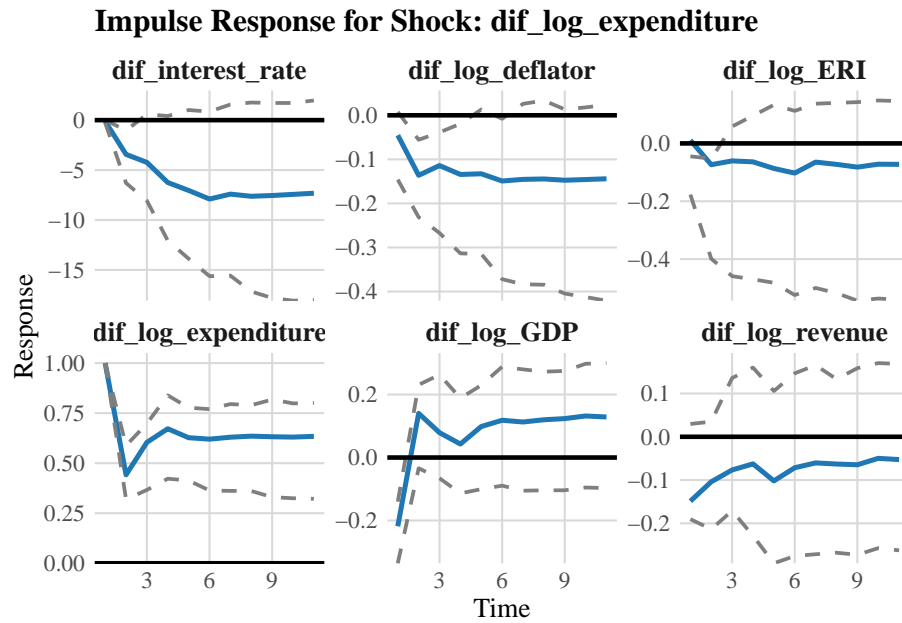 Impulse Response for Shock: dif_log_expenditure
dif_interest_rate
dif_log_deflator
dif_log_ERI
0
−5
−10
−15
0.0
−0.1
−0.2
−0.3
−0.4
0.0
−0.2
−0.4
Response
dif_log_expenditure
dif_log_GDP
dif_log_revenue
1.00
0.75
0.50
0.25
0.00
0.2
0.0
−0.2
0.1
0.0
−0.1
−0.2
3 6 9
3 6 9
3 6 9
Time